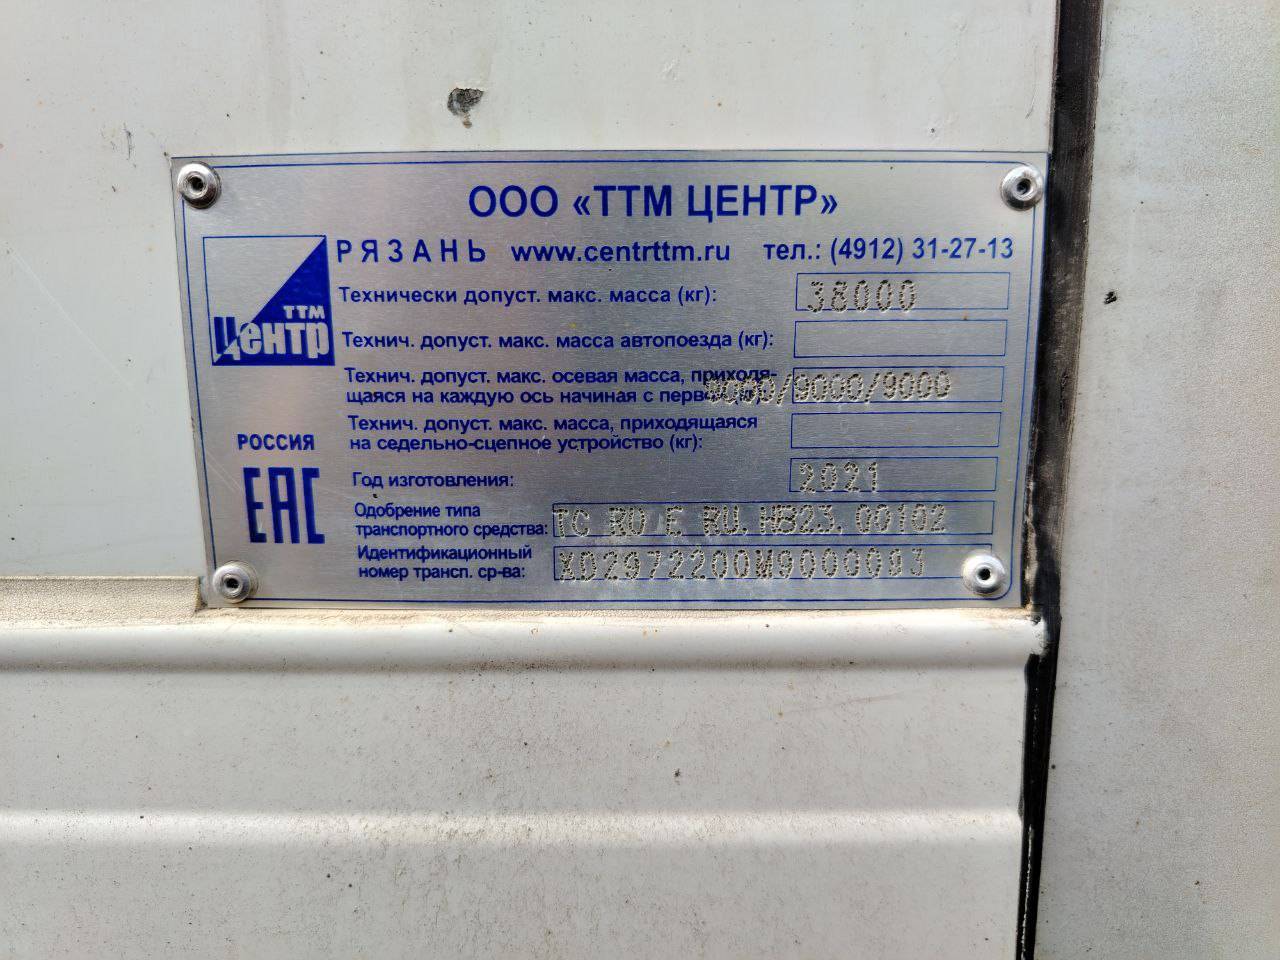 ООО «ТТМ ЦЕНТР»
РЯЗАНЬ www.centrttm.ru тел.: (4912) 31-27-13
ТТМ
Центр
Технически допуст. макс. масса (кг): 38000
Технич. допуст. макс. масса автопоезда (кг):
Технич. допуст. макс. осевая масса, приходя-
щаяся на каждую ось начиная с первой (кг): 9000/9000/9000
Технич. допуст. макс. масса, приходящаяся
на седельно-сцепное устройство (кг):
РОССИЯ
EAC
Год изготовления: 2021
Одобрение типа
транспортного средства: ТС RU Е RU.НВ23.00102
Идентификационный
номер трансп. ср-ва: XD2972200M9000093